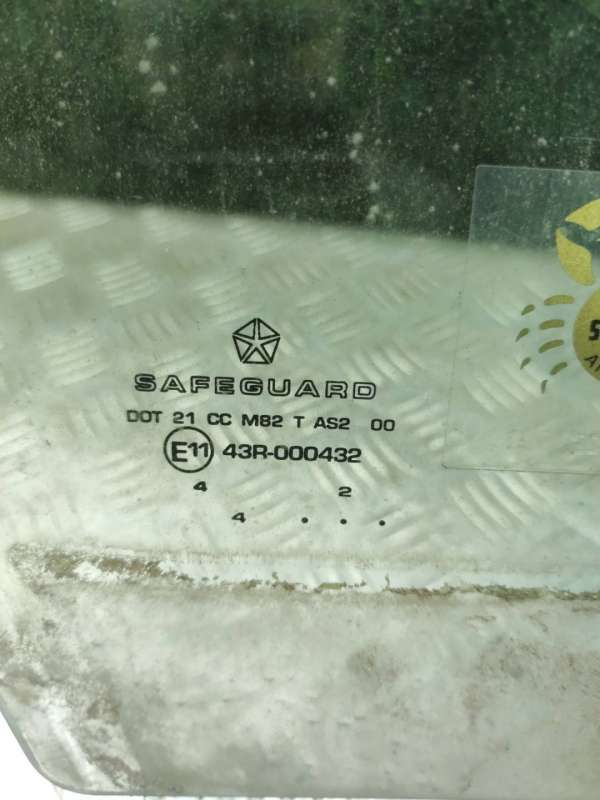 SAFEGUARD
DOT 21 CC M82 T AS2 00
E11 43R-000432
4 2
4 . . .